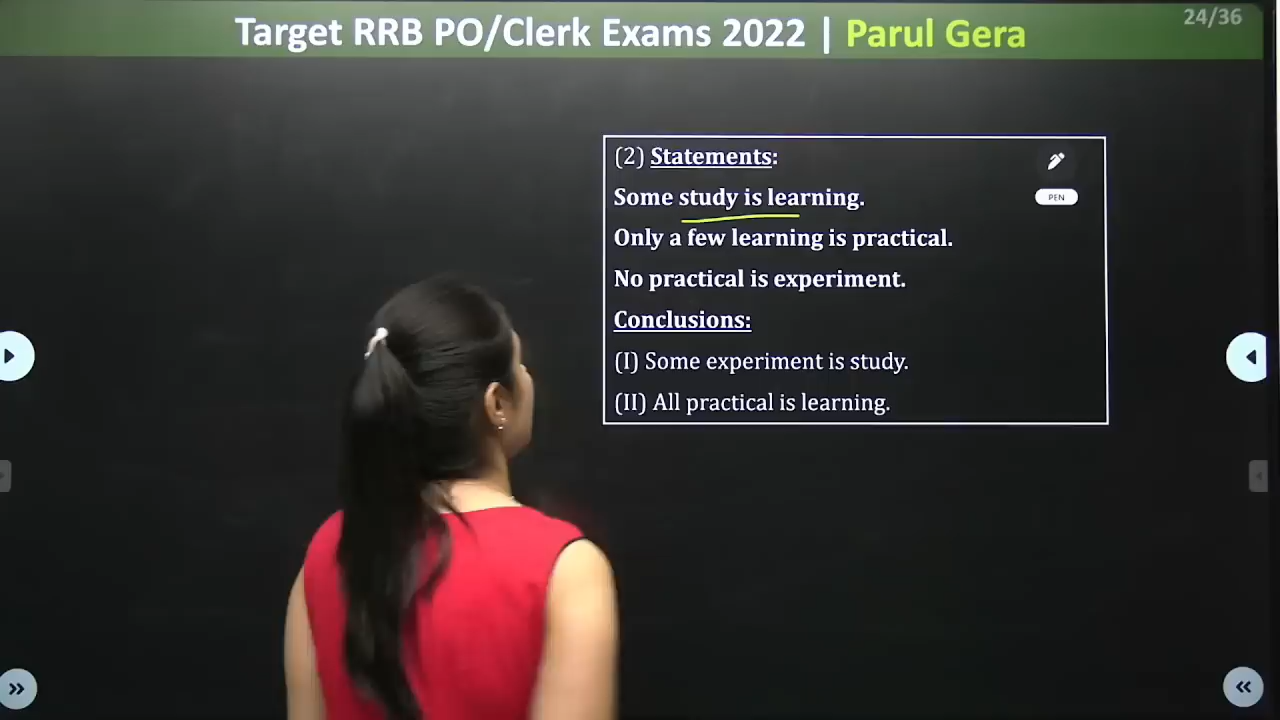 Target RRB PO/Clerk Exams 2022 | Parul Gera
24/36
(2) Statements:
PEN
Some study is learning.
Only a few learning is practical.
No practical is experiment.
Conclusions:
(I) Some experiment is study.
(II) All practical is learning.